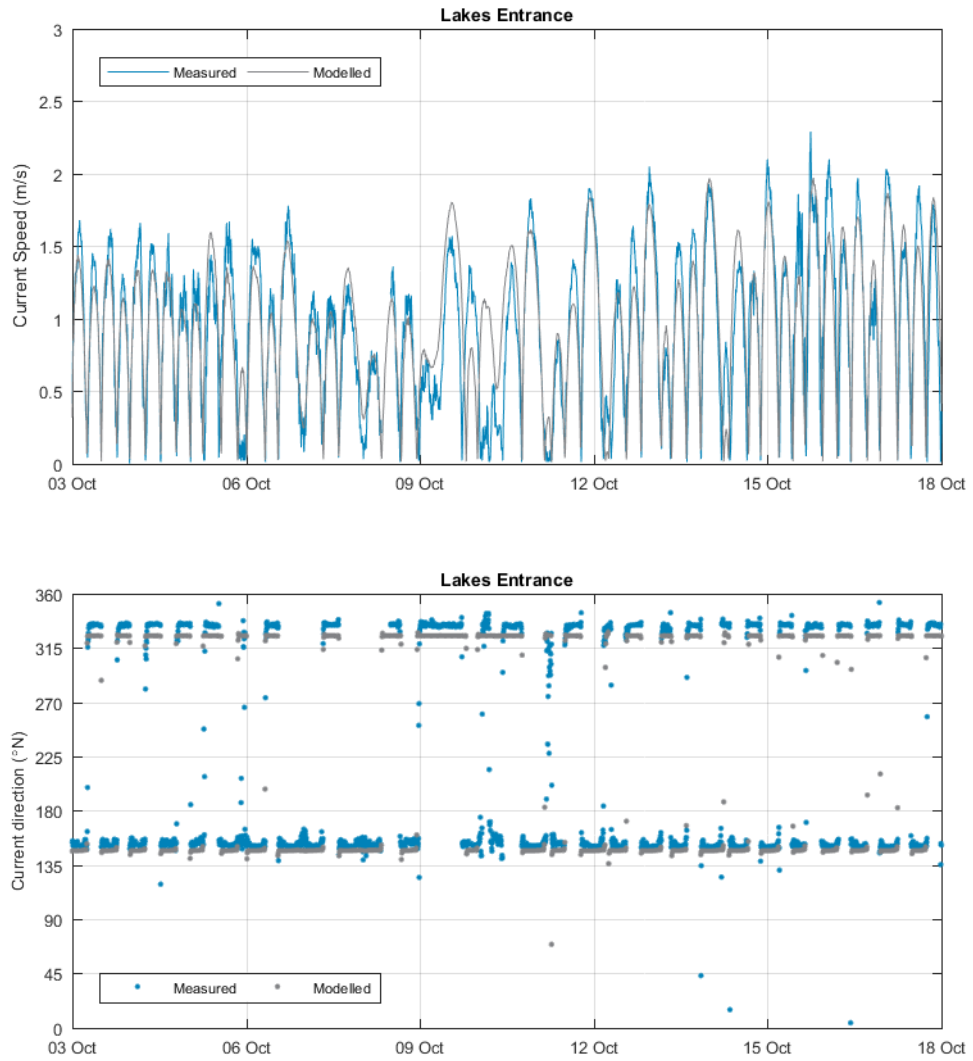 Lakes Entrance
3
2.5
2
1.5
1
0.5
0
Current Speed (m/s)
Measured Modelled
03 Oct 06 Oct 09 Oct 12 Oct 15 Oct 18 Oct
Lakes Entrance
360
315
270
225
180
135
90
45
0
Current direction (°N)
Measured Modelled
03 Oct 06 Oct 09 Oct 12 Oct 15 Oct 18 Oct